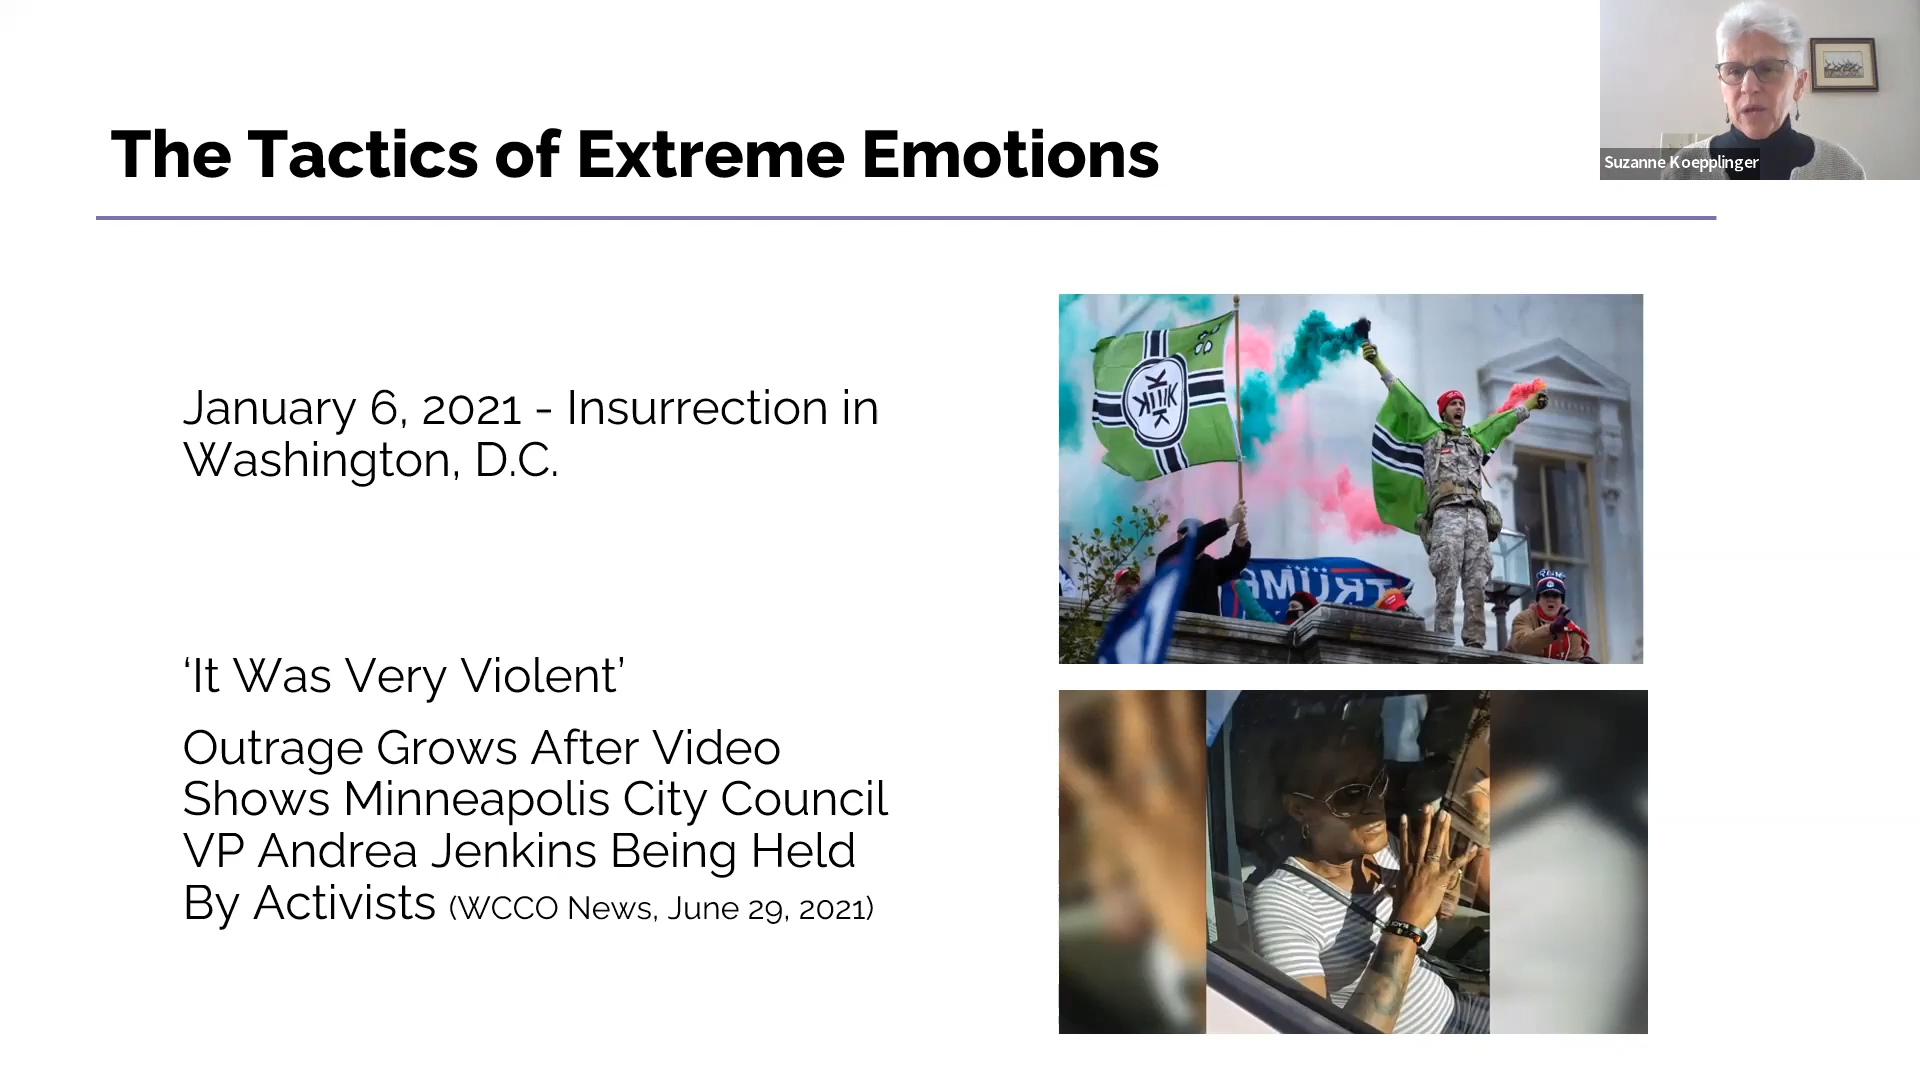 Suzanne Koepplinger
The Tactics of Extreme Emotions
January 6, 2021 - Insurrection in
Washington, D.C.
‘It Was Very Violent’
Outrage Grows After Video
Shows Minneapolis City Council
VP Andrea Jenkins Being Held
By Activists (WCCO News, June 29, 2021)
TRUMP